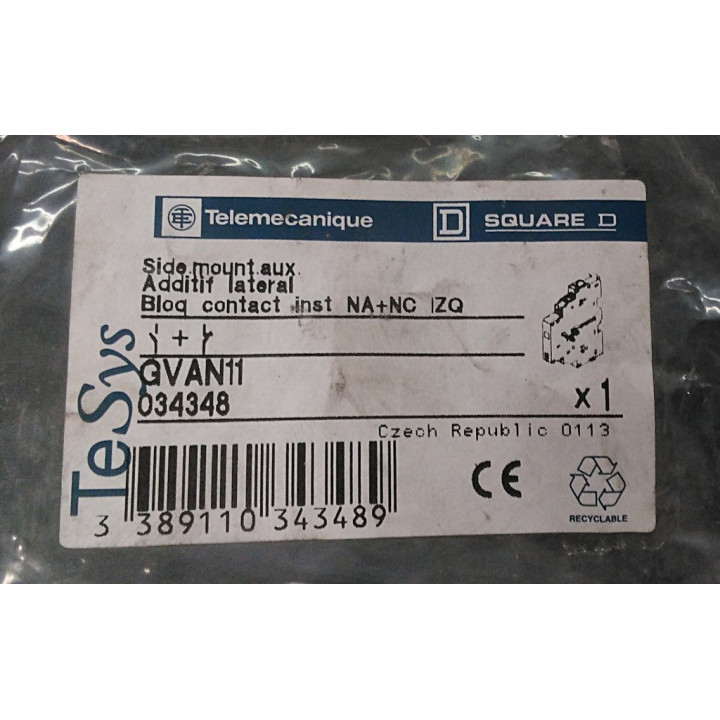 Telemecanique D SQUARE D
Side.mount.aux.
Additif lateral
Bloq contact inst NA+NC IZQ
+
GVAN11
034348 x 1
Czech Republic 0113
TeSys
CE
3 389110 343489
RECYCLABLE